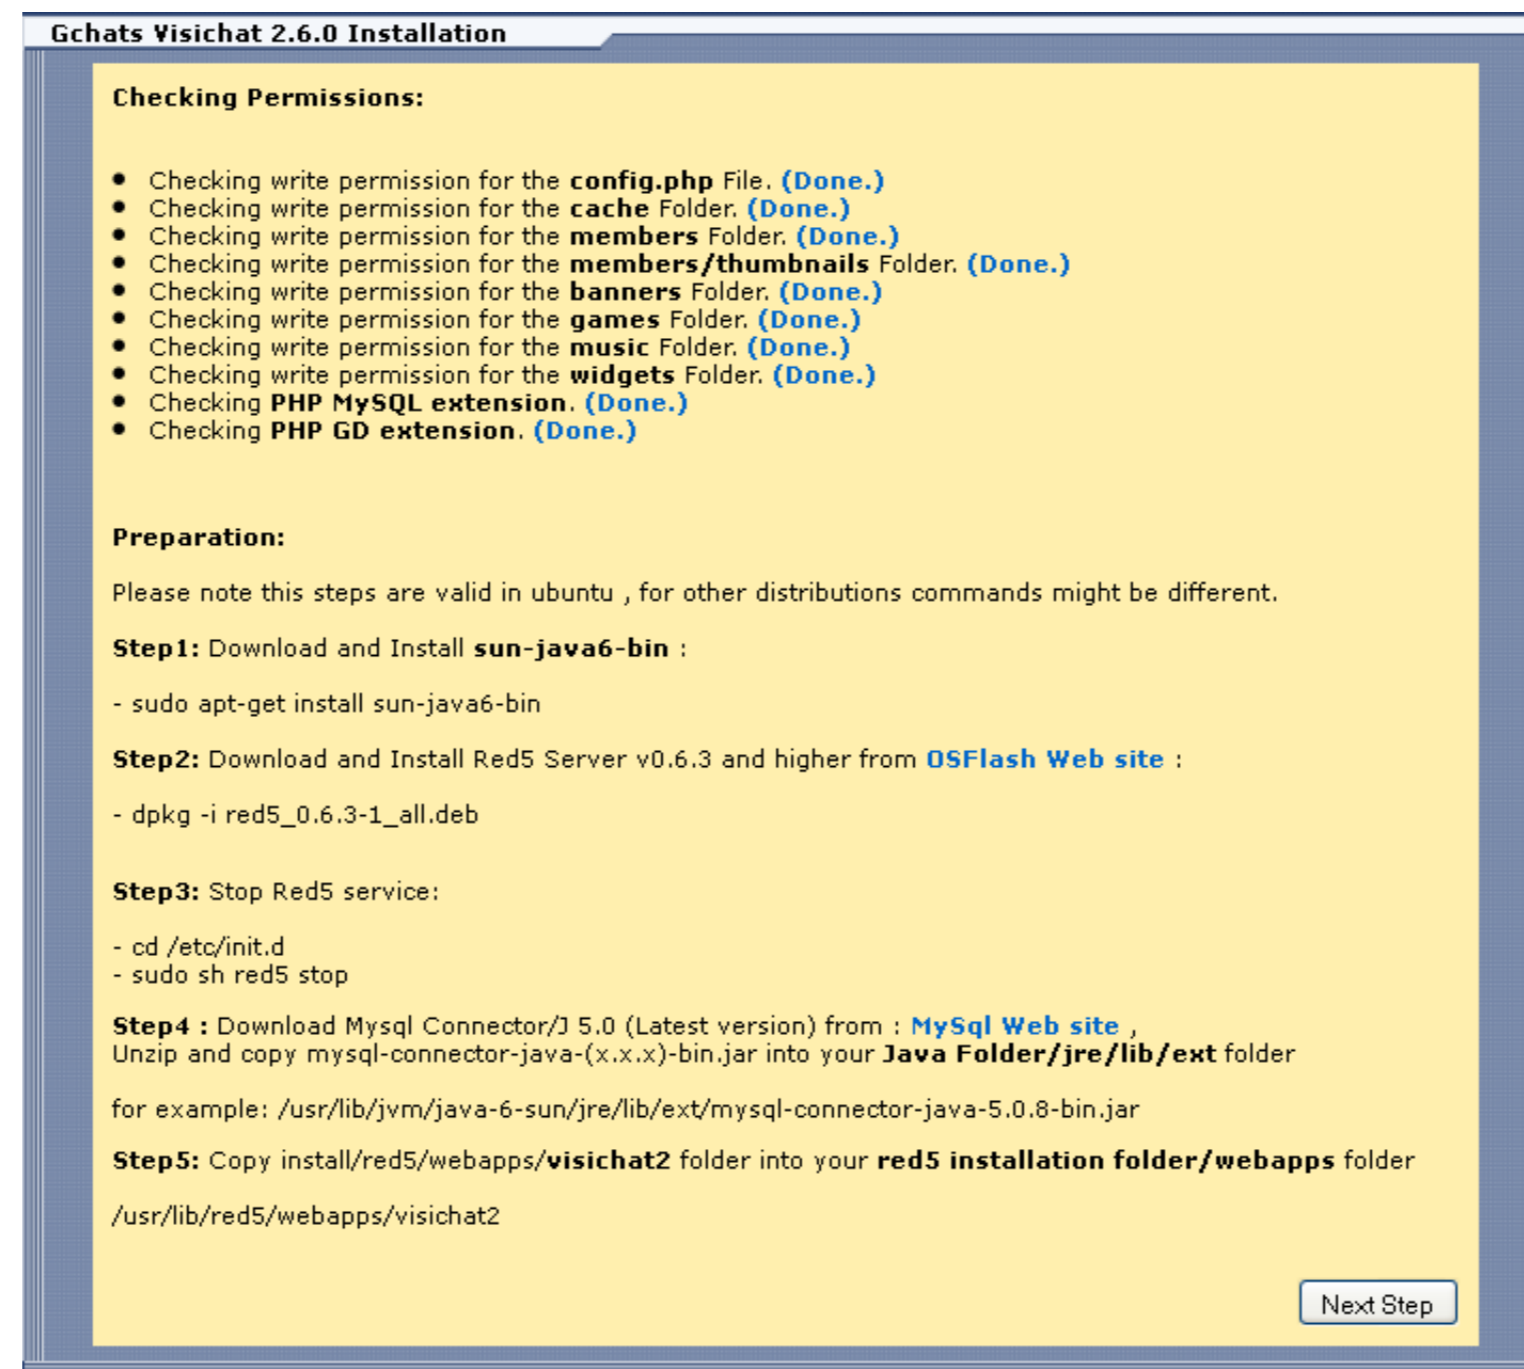 Gchats Visichat 2.6.0 Installation
Checking Permissions:
Checking write permission for the config.php File. (Done.)
Checking write permission for the cache Folder. (Done.)
Checking write permission for the members Folder. (Done.)
Checking write permission for the members/thumbnails Folder. (Done.)
Checking write permission for the banners Folder. (Done.)
Checking write permission for the games Folder. (Done.)
Checking write permission for the music Folder. (Done.)
Checking write permission for the widgets Folder. (Done.)
Checking PHP MySQL extension. (Done.)
Checking PHP GD extension. (Done.)
Preparation:
Please note this steps are valid in ubuntu , for other distributions commands might be different.
Step1: Download and Install sun-java6-bin :
- sudo apt-get install sun-java6-bin
Step2: Download and Install Red5 Server v0.6.3 and higher from OSFlash Web site :
- dpkg -i red5_0.6.3-1_all.deb
Step3: Stop Red5 service:
- cd /etc/init.d
- sudo sh red5 stop
Step4 : Download Mysql Connector/J 5.0 (Latest version) from : MySql Web site ,
Unzip and copy mysql-connector-java-(x.x.x)-bin.jar into your Java Folder/jre/lib/ext folder
for example: /usr/lib/jvm/java-6-sun/jre/lib/ext/mysql-connector-java-5.0.8-bin.jar
Step5: Copy install/red5/webapps/visichat2 folder into your red5 installation folder/webapps folder
/usr/lib/red5/webapps/visichat2
Next Step